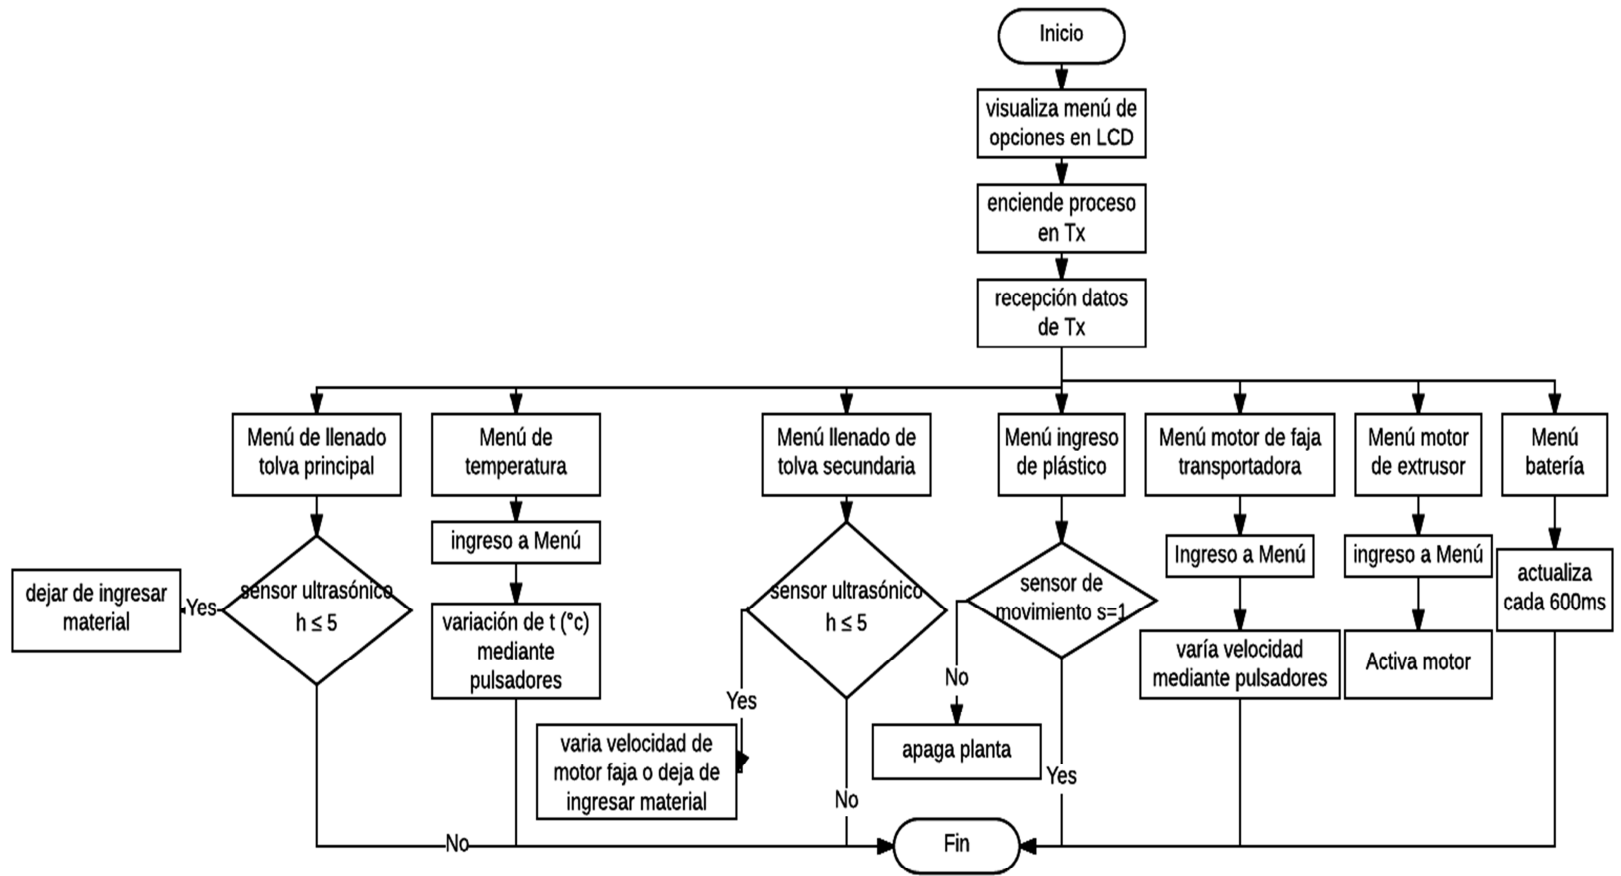 Inicio
visualiza menú de
opciones en LCD
enciende proceso
en Tx
recepción datos
de Tx
Menú de llenado
tolva principal
Menú de
temperatura
Menú llenado de
tolva secundaria
Menú ingreso
de plástico
Menú motor de faja
transportadora
Menú motor
de extrusor
Menú
batería
sensor ultrasónico
h ≤ 5
Yes
dejar de ingresar
material
No
ingreso a Menú
variación de t (°c)
mediante
pulsadores
sensor ultrasónico
h ≤ 5
Yes
varia velocidad de
motor faja o deja de
ingresar material
No
sensor de
movimiento s=1
No
apaga planta
Yes
Ingreso a Menú
varía velocidad
mediante pulsadores
ingreso a Menú
Activa motor
actualiza
cada 600ms
Fin